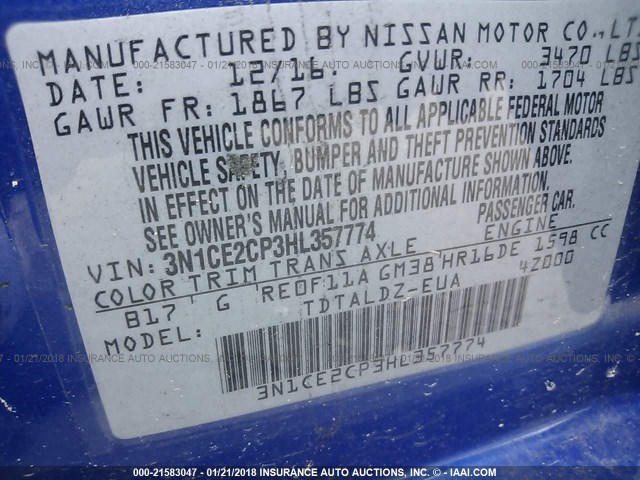 MANUFACTURED BY NISSAN MOTOR CO., LT
DATE: 12/16. GVWR: 3470 LBS
GAWR FR: 1867 LBS GAWR RR: 1704 LBS
THIS VEHICLE CONFORMS TO ALL APPLICABLE FEDERAL MOTOR
VEHICLE SAFETY, BUMPER AND THEFT PREVENTION STANDARDS
IN EFFECT ON THE DATE OF MANUFACTURE SHOWN ABOVE.
SEE OWNER'S MANUAL FOR ADDITIONAL INFORMATION.
VIN: 3N1CE2CP3HL357774 PASSENGER CAR.
COLOR TRIM TRANS AXLE ENGINE
B17 G RE0F11A GM38 HR16DE 1598 CC
MODEL: TDTALDZ-EUA 4Z000
3N1CE2CP3HL357774
000-21583047 - 01/21/2018 INSURANCE AUTO AUCTIONS, CORP. © - IAAI.COM